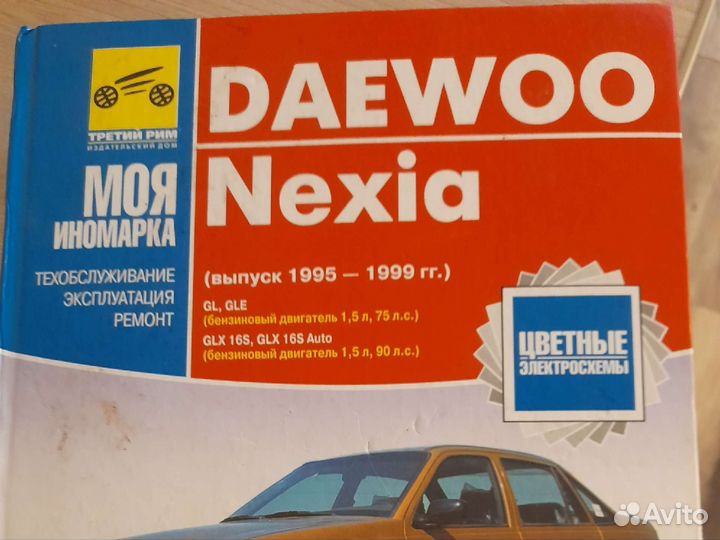 ТРЕТИЙ РИМ
ИЗДАТЕЛЬСКИЙ ДОМ
МОЯ
ИНОМАРКА
ТЕХОБСЛУЖИВАНИЕ
ЭКСПЛУАТАЦИЯ
РЕМОНТ
DAEWOO
Nexia
(выпуск 1995 — 1999 гг.)
GL, GLE
(бензиновый двигатель 1,5 л, 75 л.с.)
GLX 16S, GLX 16S Auto
(бензиновый двигатель 1,5 л, 90 л.с.)
ЦВЕТНЫЕ
ЭЛЕКТРОСХЕМЫ
Avito